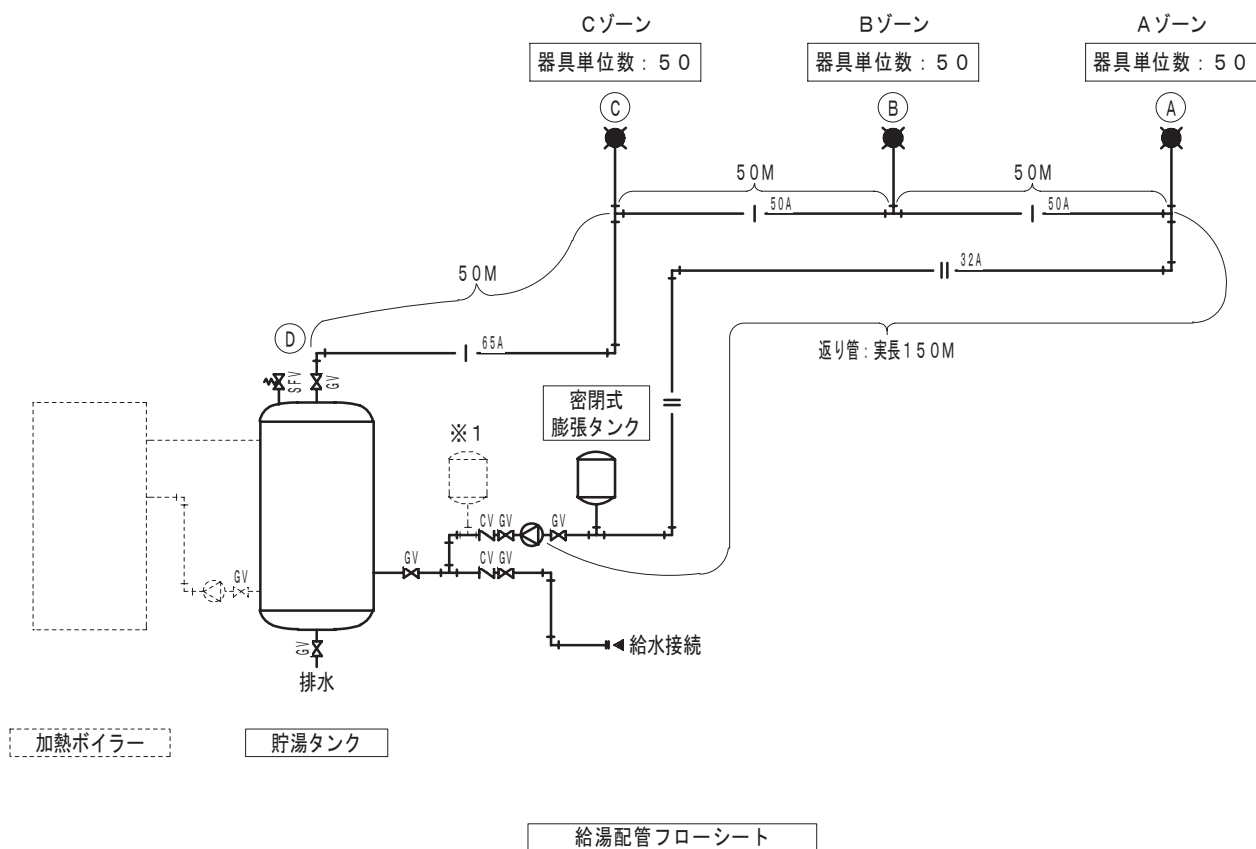 Cゾーン
Bゾーン
Aゾーン
器具単位数：50
器具単位数：50
器具単位数：50
C
B
A
50M
50M
50A
50A
50M
32A
D
65A
返り管：実長150M
SFV
GV
密閉式
膨張タンク
※1
CV
GV
GV
GV
CV
GV
GV
GV
給水接続
排水
加熱ボイラー
貯湯タンク
給湯配管フローシート